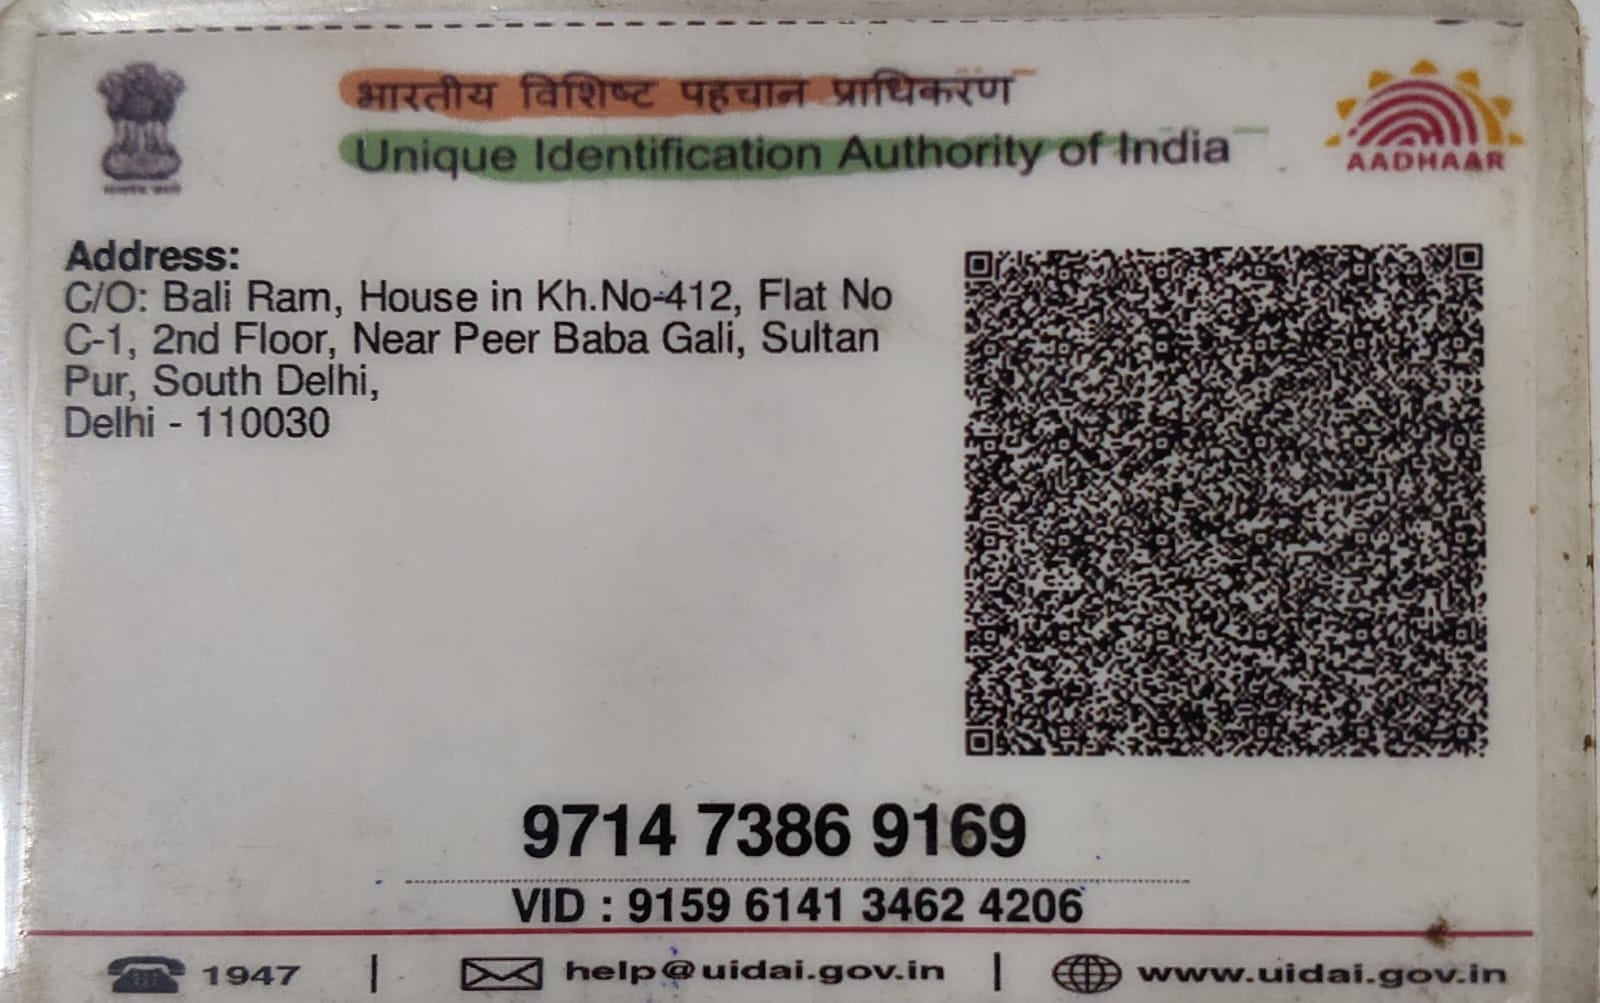 भारतीय विशिष्ट पहचान प्राधिकरण
Unique Identification Authority of India
AADHAAR
Address:
C/O: Bali Ram, House in Kh.No-412, Flat No
C-1, 2nd Floor, Near Peer Baba Gali, Sultan
Pur, South Delhi,
Delhi - 110030
9714 7386 9169
VID : 9159 6141 3462 4206
1947 | help@uidai.gov.in | www.uidai.gov.in